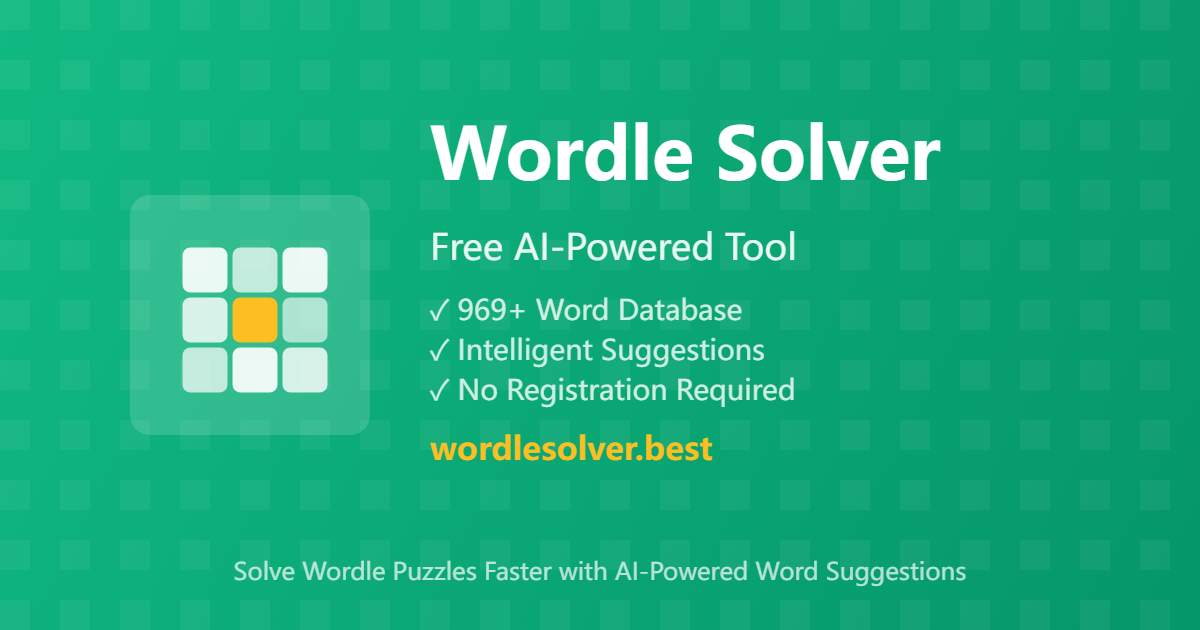 Wordle Solver
Free AI-Powered Tool
✓ 969+ Word Database
✓ Intelligent Suggestions
✓ No Registration Required
wordlesolver.best
Solve Wordle Puzzles Faster with AI-Powered Word Suggestions